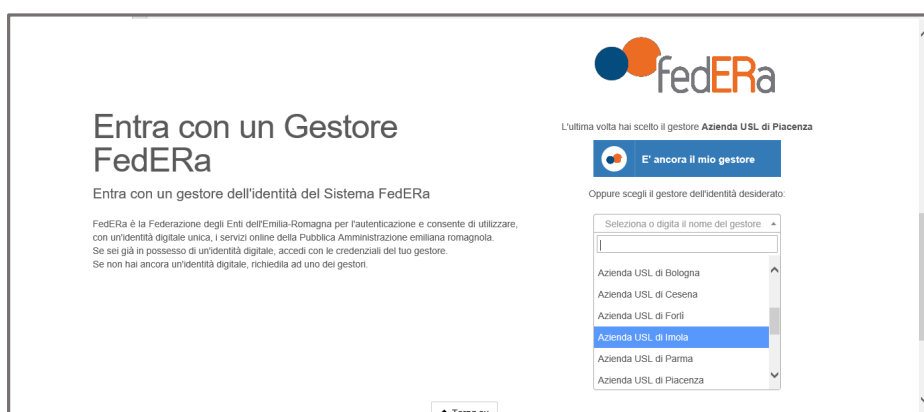 Entra con un Gestore
FedERa
Entra con un gestore dell'identità del Sistema FedERa
FedERa è la Federazione degli Enti dell'Emilia-Romagna per l'autenticazione e consente di utilizzare,
con un'identità digitale unica, i servizi online della Pubblica Amministrazione emiliana romagnola.
Se sei già in possesso di un'identità digitale, accedi con le credenziali del tuo gestore.
Se non hai ancora un'identità digitale, richiedila ad uno dei gestori.
fedERa
L'ultima volta hai scelto il gestore Azienda USL di Piacenza
E' ancora il mio gestore
Oppure scegli il gestore dell'identità desiderato:
Seleziona o digita il nome del gestore
Azienda USL di Bologna
Azienda USL di Cesena
Azienda USL di Forlì
Azienda USL di Imola
Azienda USL di Parma
Azienda USL di Piacenza